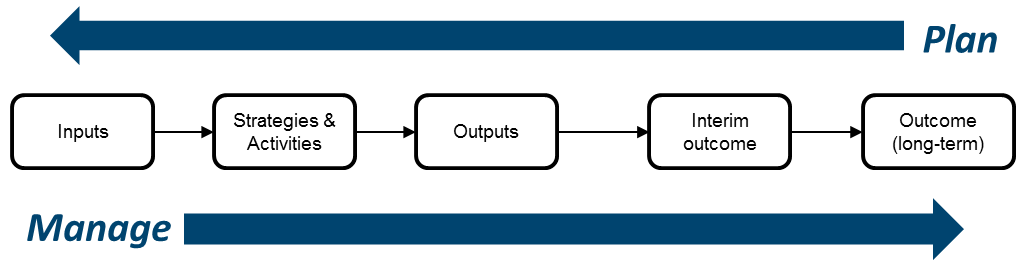 Plan
Inputs
Strategies &
Activities
Outputs
Interim
outcome
Outcome
(long-term)
Manage